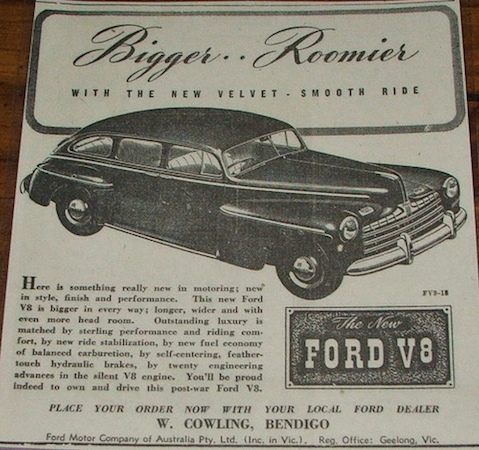 Bigger.. Roomier
WITH THE NEW VELVET-SMOOTH RIDE
FV9-18
Here is something really new in motoring; new
in style, finish and performance. This new Ford
V8 is bigger in every way; longer, wider and with
even more head room. Outstanding luxury is
matched by sterling performance and riding com-
fort, by new ride stabilization, by new fuel economy
of balanced carburetion, by self-centering, feather-
touch hydraulic brakes, by twenty engineering
advances in the silent V8 engine. You'll be proud
indeed to own and drive this post-war Ford V8.
The New
FORD V8
PLACE YOUR ORDER NOW WITH YOUR LOCAL FORD DEALER
W. COWLING, BENDIGO
Ford Motor Company of Australia Pty. Ltd. (Inc. in Vic.). Reg. Office: Geelong, Vic.